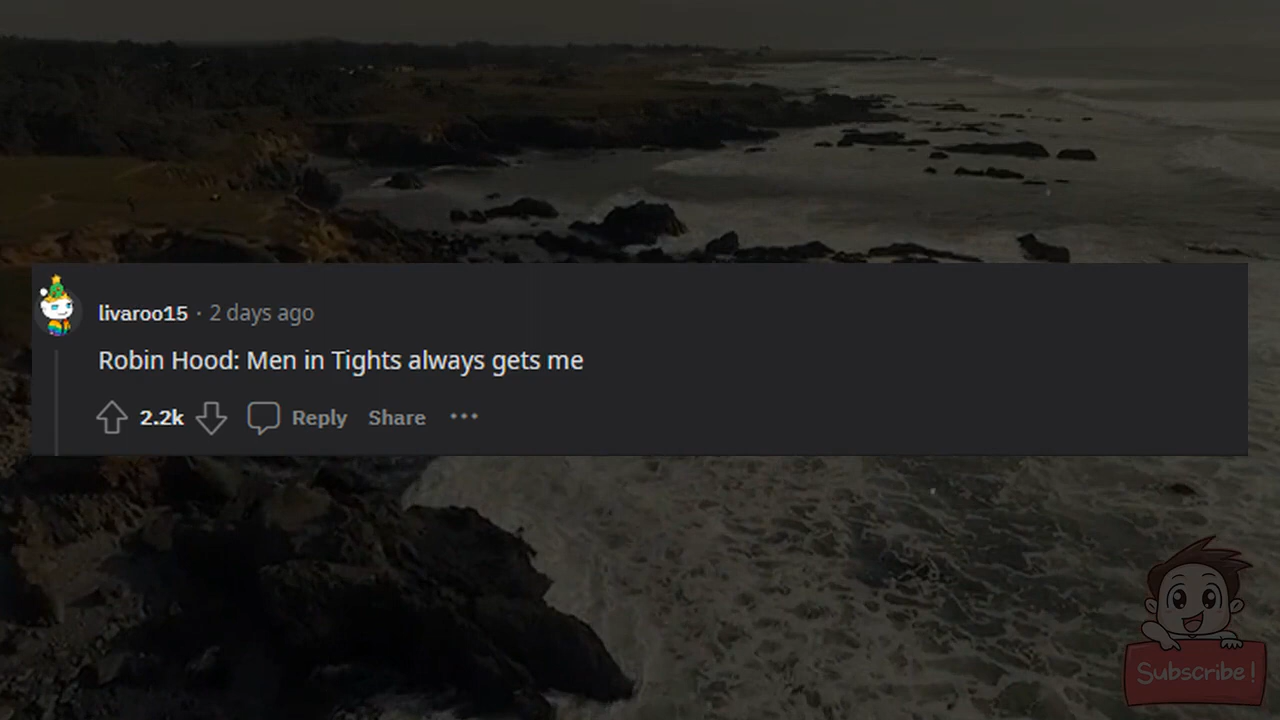 livaroo15 · 2 days ago
Robin Hood: Men in Tights always gets me
2.2k Reply Share ···
Subscribe!